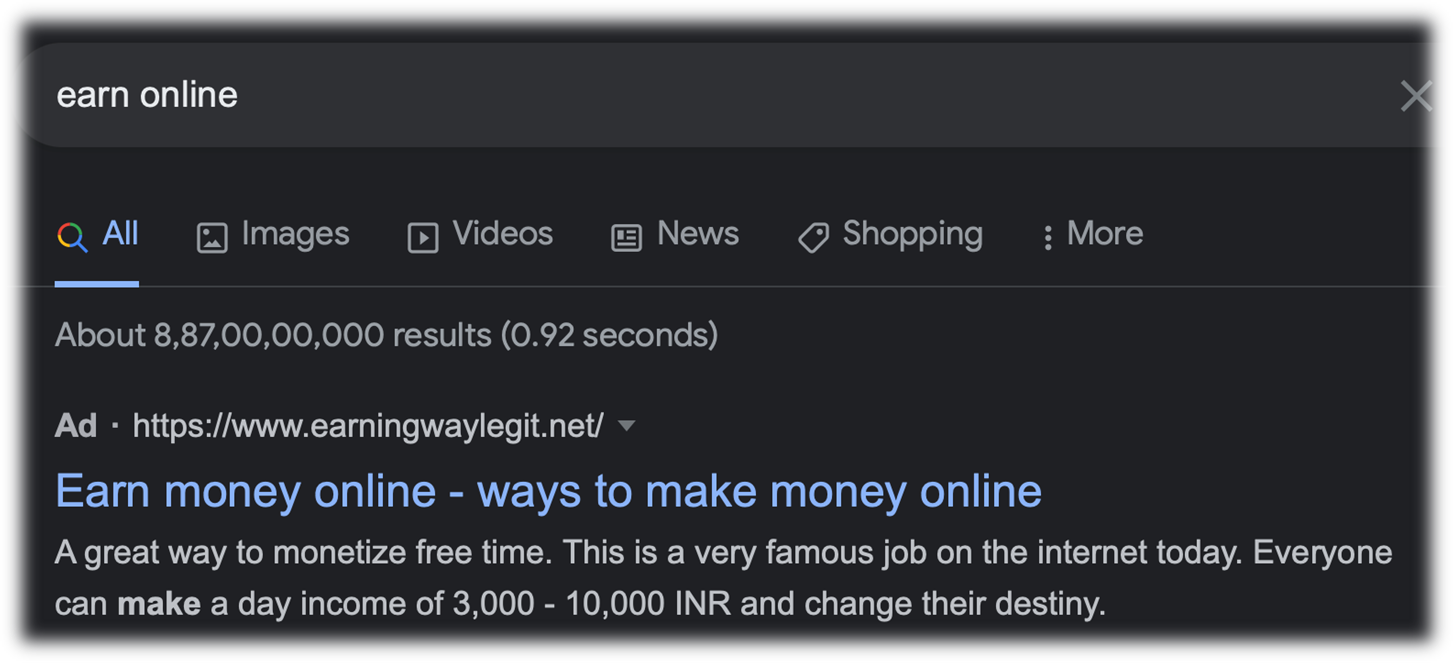 earn online
All Images Videos News Shopping More
About 8,87,00,00,000 results (0.92 seconds)
Ad · https://www.earningwaylegit.net/
Earn money online - ways to make money online
A great way to monetize free time. This is a very famous job on the internet today. Everyone
can make a day income of 3,000 - 10,000 INR and change their destiny.